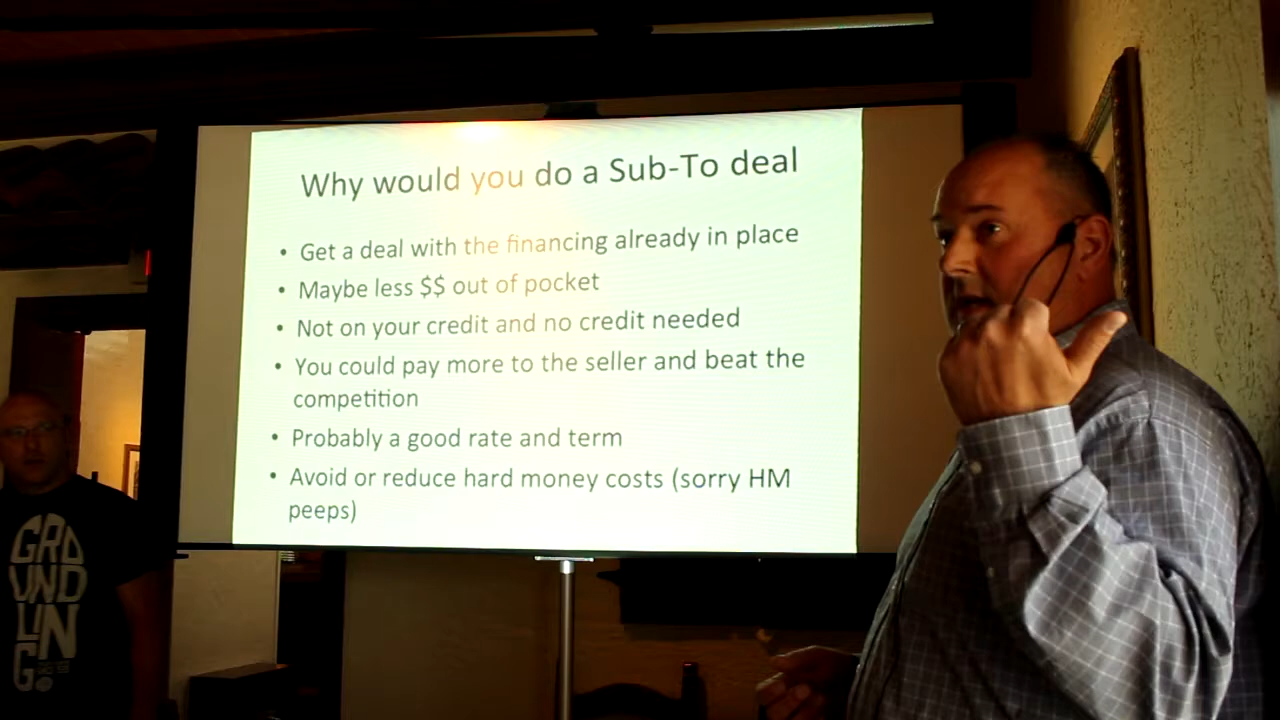 Why would you do a Sub-To deal
• Get a deal with the financing already in place
• Maybe less $$ out of pocket
• Not on your credit and no credit needed
• You could pay more to the seller and beat the
competition
• Probably a good rate and term
• Avoid or reduce hard money costs (sorry HM
peeps)
GRO
UND
LIN
G